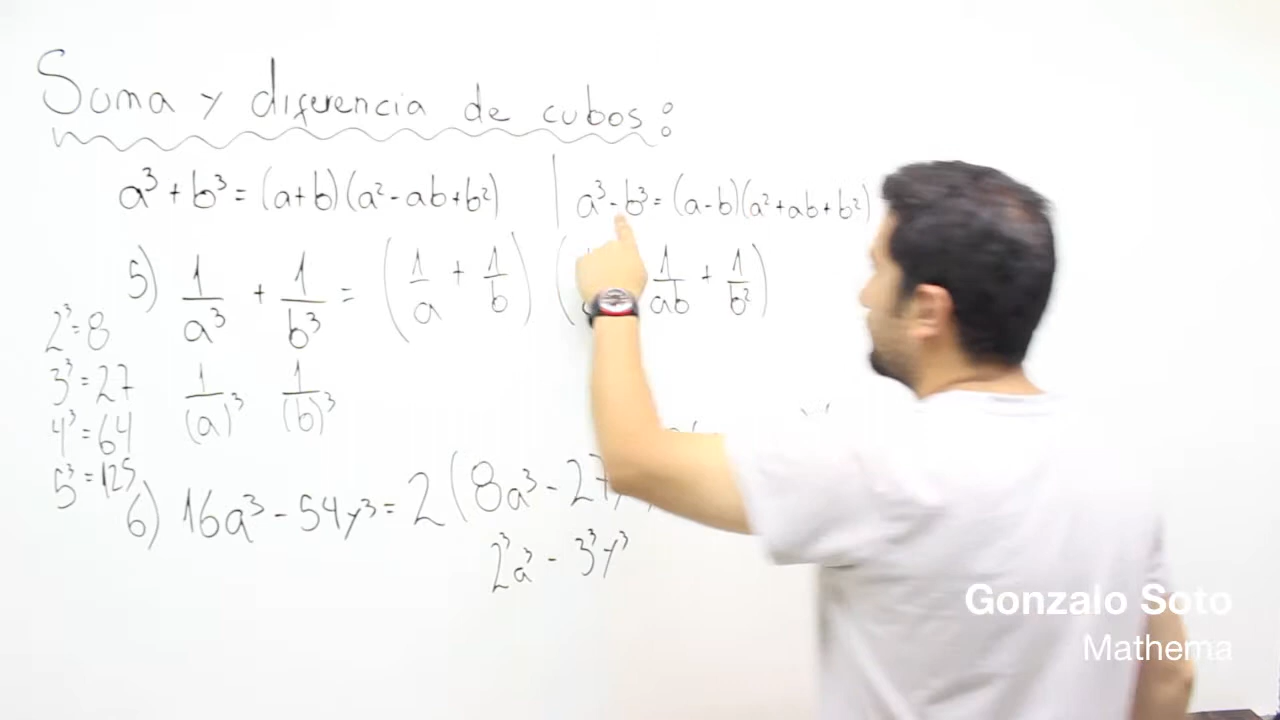 Suma y diferencia de cubos:
a³ + b³ = (a+b)(a² - ab + b²) | a³ - b³ = (a-b)(a² + ab + b²)
5) 1/a³ + 1/b³ = (1/a + 1/b) ( 1/ab + 1/b²)
2³ = 8
3³ = 27
1/(a)³ 1/(b)³
4³ = 64
5³ = 125
6) 16a³ - 54y³ = 2(8a³ - 27
2³a³ - 3³y³
Gonzalo Soto
Mathema